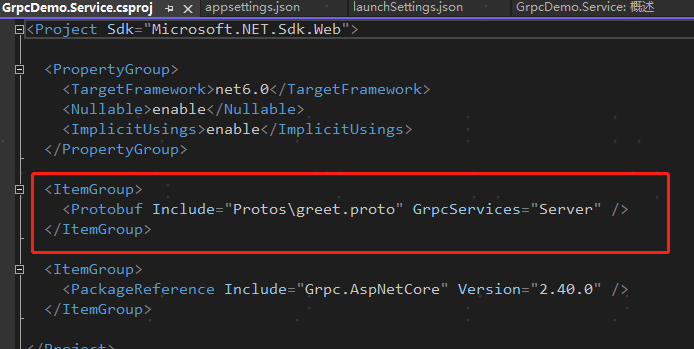 GrpcDemo.Service.csproj appsettings.json launchSettings.json GrpcDemo.Service: 概述
<Project Sdk="Microsoft.NET.Sdk.Web">
<PropertyGroup>
<TargetFramework>net6.0</TargetFramework>
<Nullable>enable</Nullable>
<ImplicitUsings>enable</ImplicitUsings>
</PropertyGroup>
<ItemGroup>
<Protobuf Include="Protos\greet.proto" GrpcServices="Server" />
</ItemGroup>
<ItemGroup>
<PackageReference Include="Grpc.AspNetCore" Version="2.40.0" />
</ItemGroup>
</Project>